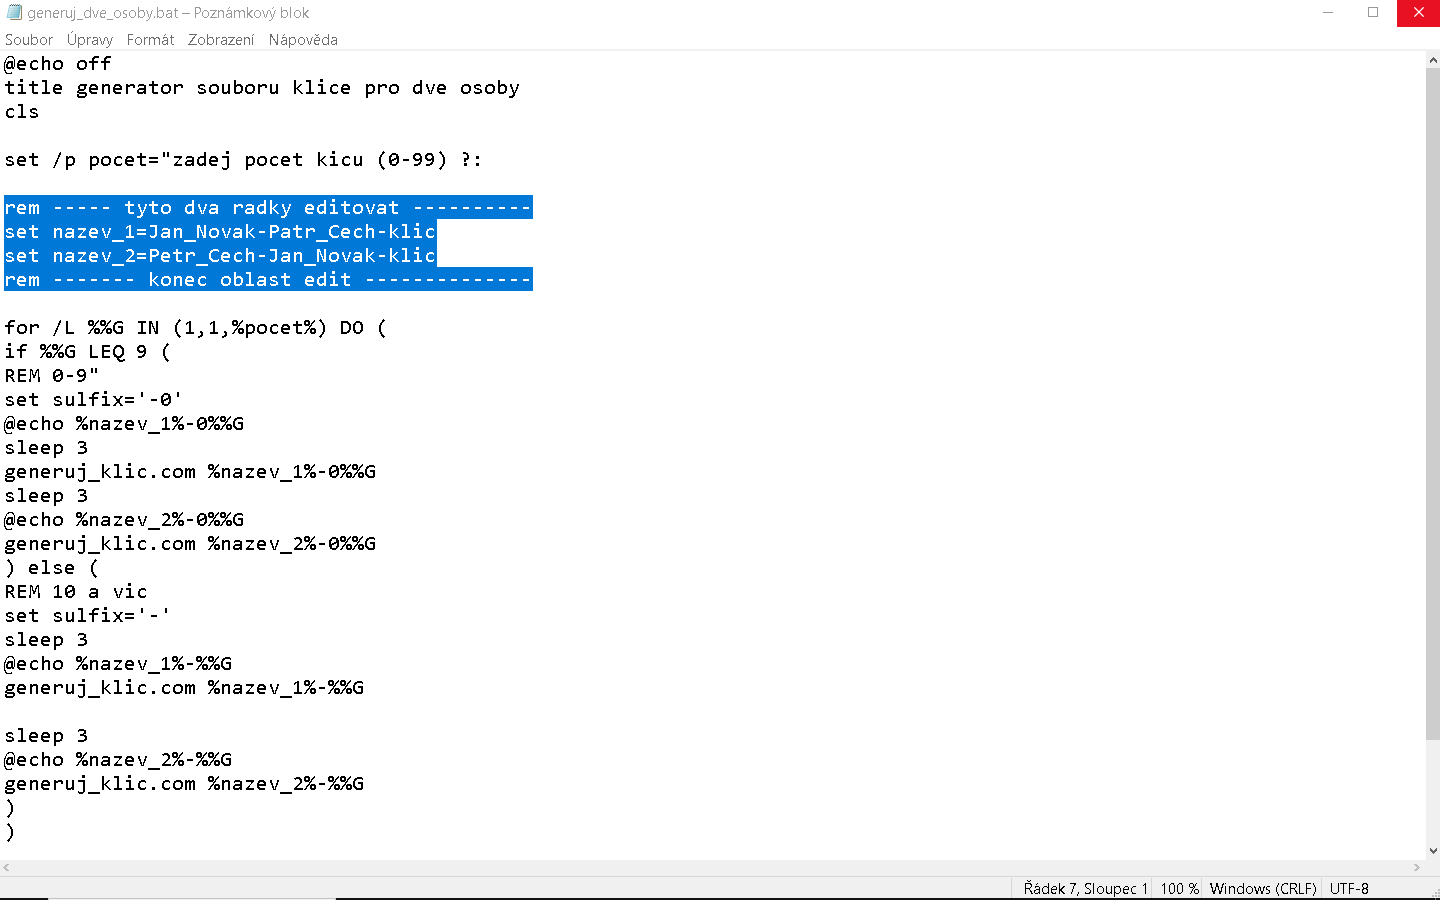 generuj_dve_osoby.bat – Poznámkový blok
Soubor Úpravy Formát Zobrazení Nápověda
@echo off
title generator souboru klice pro dve osoby
cls
set /p pocet="zadej pocet kicu (0-99) ?:
rem ----- tyto dva radky editovat ----------
set nazev_1=Jan_Novak-Patr_Cech-klic
set nazev_2=Petr_Cech-Jan_Novak-klic
rem ------- konec oblast edit --------------
for /L %%G IN (1,1,%pocet%) DO (
if %%G LEQ 9 (
REM 0-9"
set sulfix='-0'
@echo %nazev_1%-0%%G
sleep 3
generuj_klic.com %nazev_1%-0%%G
sleep 3
@echo %nazev_2%-0%%G
generuj_klic.com %nazev_2%-0%%G
) else (
REM 10 a vic
set sulfix='-'
sleep 3
@echo %nazev_1%-%%G
generuj_klic.com %nazev_1%-%%G
sleep 3
@echo %nazev_2%-%%G
generuj_klic.com %nazev_2%-%%G
)
)
Řádek 7, Sloupec 1 100 % Windows (CRLF) UTF-8